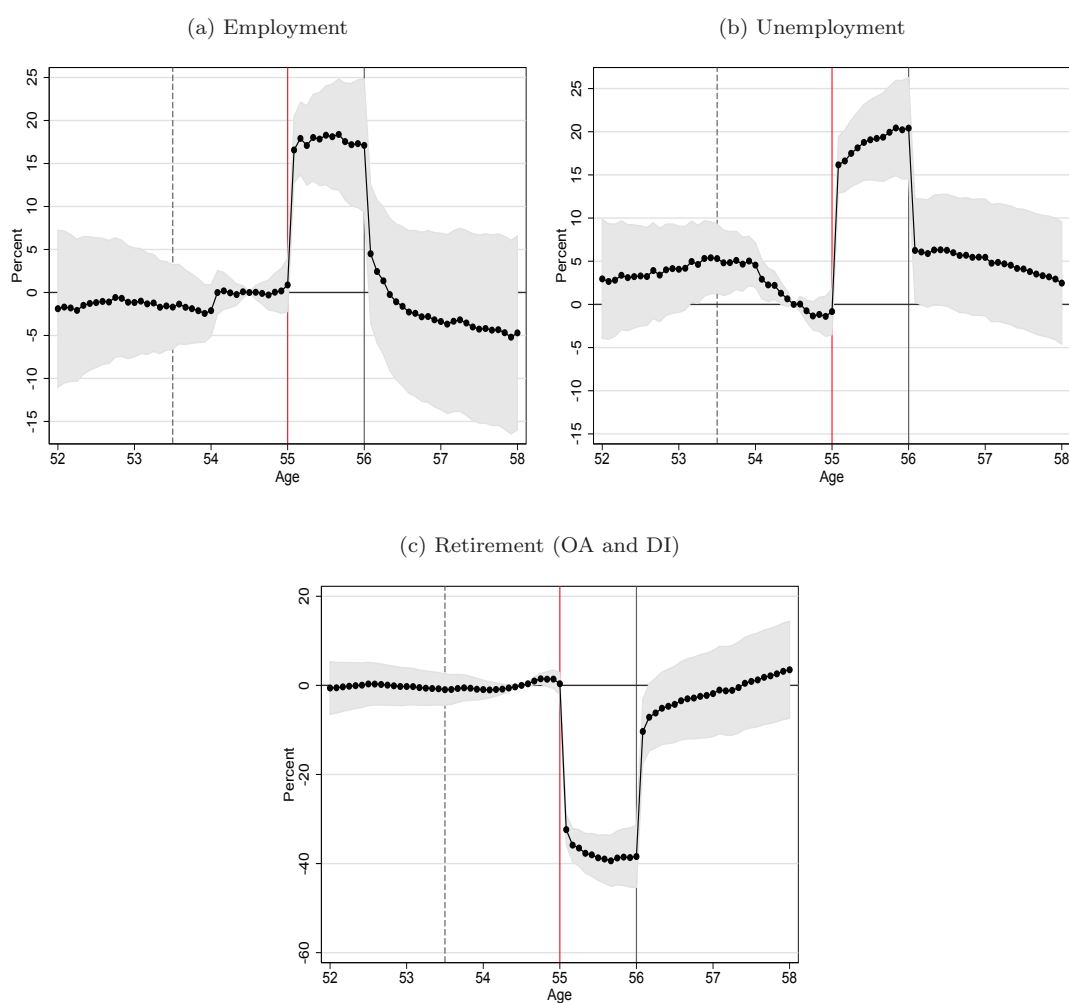 (a) Employment
Percent
25
20
15
10
5
0
-5
-10
-15
52 53 54 55 56 57 58
Age
(b) Unemployment
Percent
25
20
15
10
5
0
-5
-10
-15
52 53 54 55 56 57 58
Age
(c) Retirement (OA and DI)
Percent
20
0
-20
-40
-60
52 53 54 55 56 57 58
Age